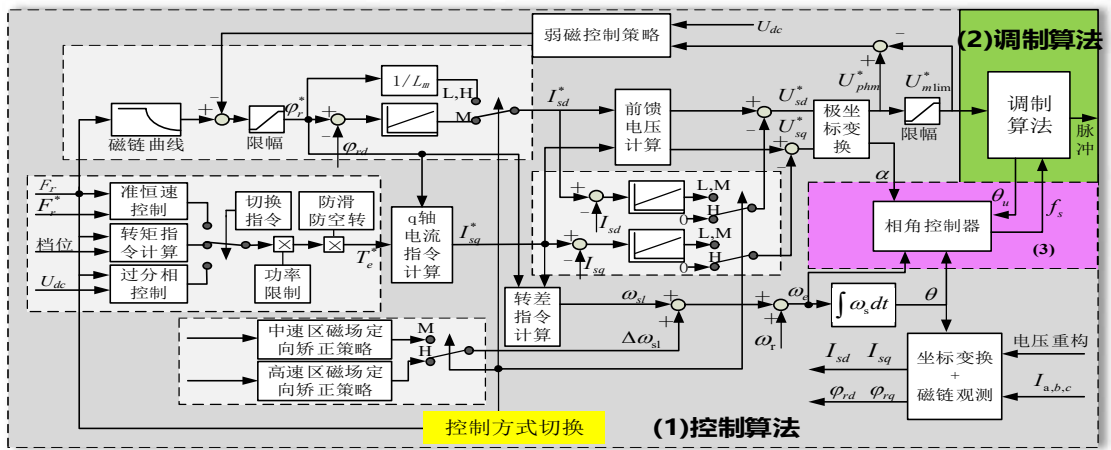 弱磁控制策略
U_dc
(2)调制算法
−
+
U*_phm
U*_mlim
−
+
磁链曲线
限幅
φ*_r
+
−
φ_rd
1/L_m
L,H
M
I*_sd
前馈
电压
计算
+
−
U*_sd
U*_sq
+
−
极坐
标变
换
限幅
调制
算法
脉冲
α
θ_u
f_s
相角控制器
(3)
F_r
F*_r
档位
U_dc
准恒速
控制
转矩指
令计算
过分相
控制
切换
指令
防滑
防空转
功率
限制
T*_e
q轴
电流
指令
计算
I*_sq
+
−
I_sd
L,M
H
0
+
−
I_sq
L,M
H
0
转差
指令
计算
ω_sl
+
+
Δω_sl
+
+
ω_r
ω_e
∫ω_s dt
θ
中速区磁场定
向矫正策略
高速区磁场定
向矫正策略
M
H
坐标变换
+
磁链观测
电压重构
I_a,b,c
I_sd I_sq
φ_rd φ_rq
控制方式切换
(1)控制算法